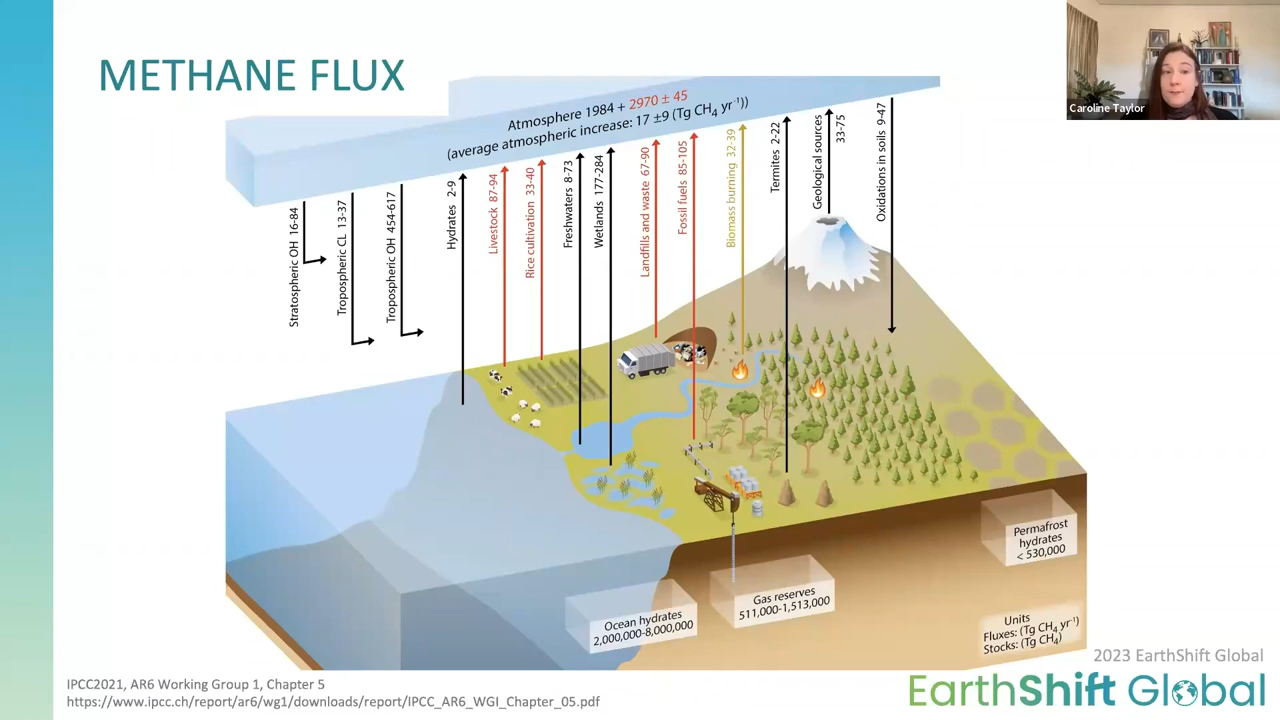 METHANE FLUX
Caroline Taylor
Atmosphere 1984 + 2970 ± 45
(average atmospheric increase: 17 ±9 (Tg CH4 yr-1))
Stratospheric OH 16-84
Tropospheric CL 13-37
Tropospheric OH 454-617
Hydrates 2-9
Livestock 87-94
Rice cultivation 33-40
Freshwaters 8-73
Wetlands 177-284
Landfills and waste 67-90
Fossil fuels 85-105
Biomass burning 32-39
Termites 2-22
Geological sources
33-75
Oxidations in soils 9-47
Permafrost
hydrates
< 530,000
Gas reserves
511,000-1,513,000
Ocean hydrates
2,000,000-8,000,000
Units
Fluxes: (Tg CH4 yr-1)
Stocks: (Tg CH4)
2023 EarthShift Global
EarthShift Global
IPCC2021, AR6 Working Group 1, Chapter 5
https://www.ipcc.ch/report/ar6/wg1/downloads/report/IPCC_AR6_WGI_Chapter_05.pdf